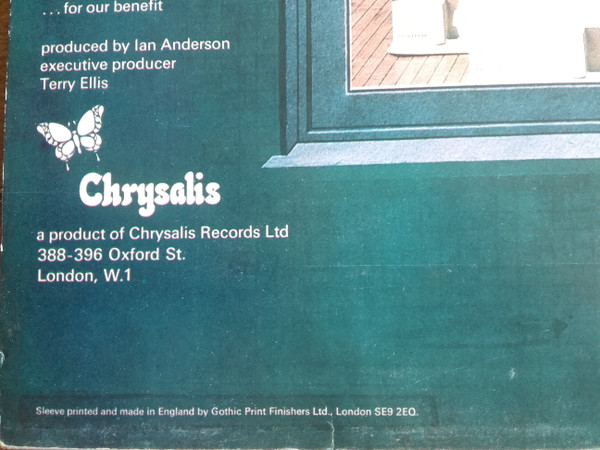 ...for our benefit
produced by Ian Anderson
executive producer
Terry Ellis
Chrysalis
a product of Chrysalis Records Ltd
388-396 Oxford St.
London, W.1
Sleeve printed and made in England by Gothic Print Finishers Ltd., London SE9 2EQ.